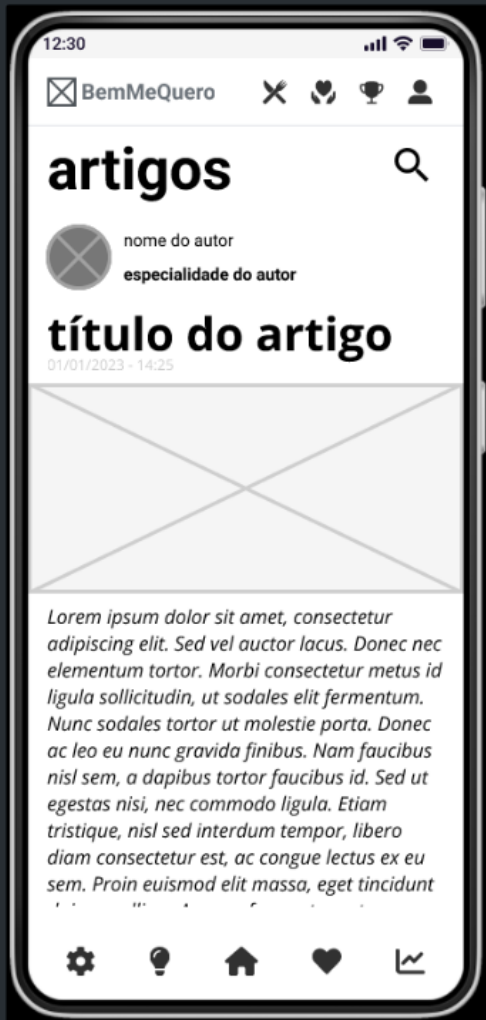 12:30
BemMeQuero
artigos
nome do autor
especialidade do autor
título do artigo
01/01/2023 - 14:25
Lorem ipsum dolor sit amet, consectetur
adipiscing elit. Sed vel auctor lacus. Donec nec
elementum tortor. Morbi consectetur metus id
ligula sollicitudin, ut sodales elit fermentum.
Nunc sodales tortor ut molestie porta. Donec
ac leo eu nunc gravida finibus. Nam faucibus
nisl sem, a dapibus tortor faucibus id. Sed ut
egestas nisi, nec commodo ligula. Etiam
tristique, nisl sed interdum tempor, libero
diam consectetur est, ac congue lectus ex eu
sem. Proin euismod elit massa, eget tincidunt